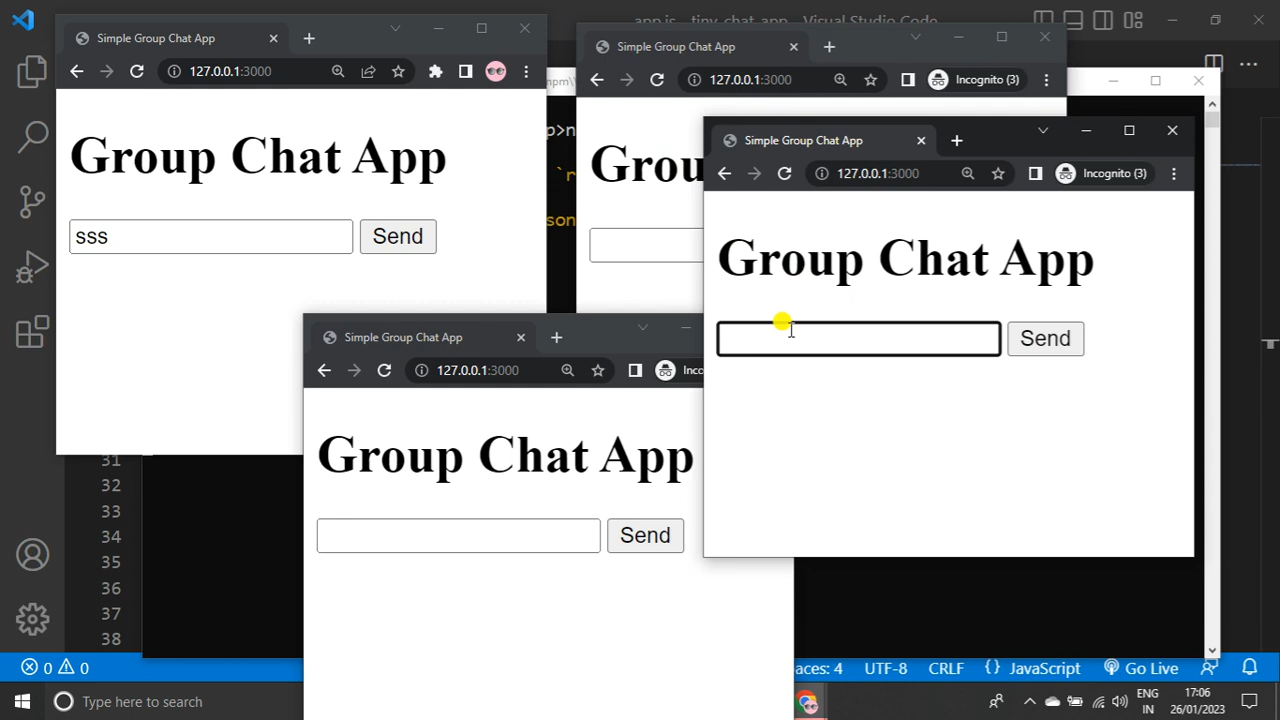 app.js - tiny_chat_app - Visual Studio Code
Simple Group Chat App
127.0.0.1:3000
Group Chat App
sss
Send
Simple Group Chat App
127.0.0.1:3000
Incognito (3)
Grou
npm\
p>n
`r
son
Simple Group Chat App
127.0.0.1:3000
Incognito (3)
Group Chat App
Send
Simple Group Chat App
127.0.0.1:3000
Inco
Group Chat App
Send
31
32
33
34
35
36
37
38
0 0
aces: 4 UTF-8 CRLF {} JavaScript Go Live
Type here to search
ENG
IN
17:06
26/01/2023